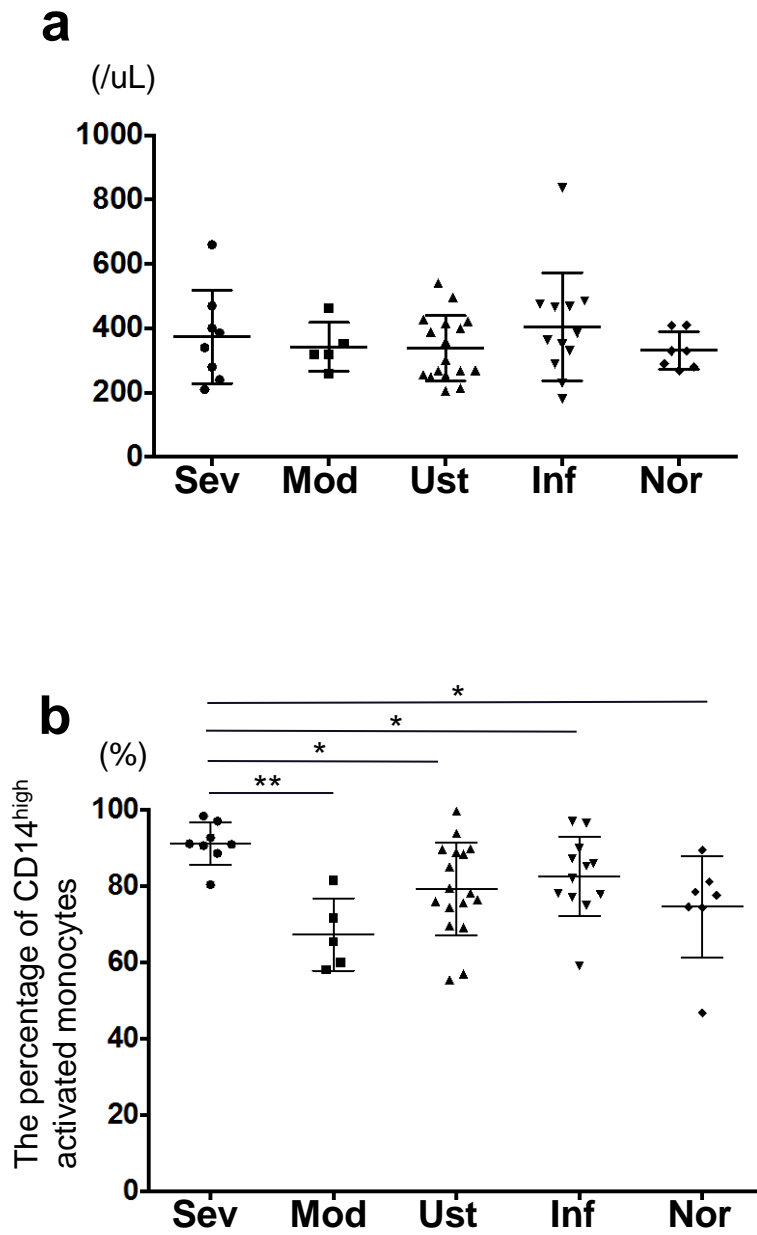 a
(/uL)
1000
800
600
400
200
0
Sev Mod Ust Inf Nor
b
(%)
*
*
*
**
The percentage of CD14high
activated monocytes
100
80
60
40
20
0
Sev Mod Ust Inf Nor